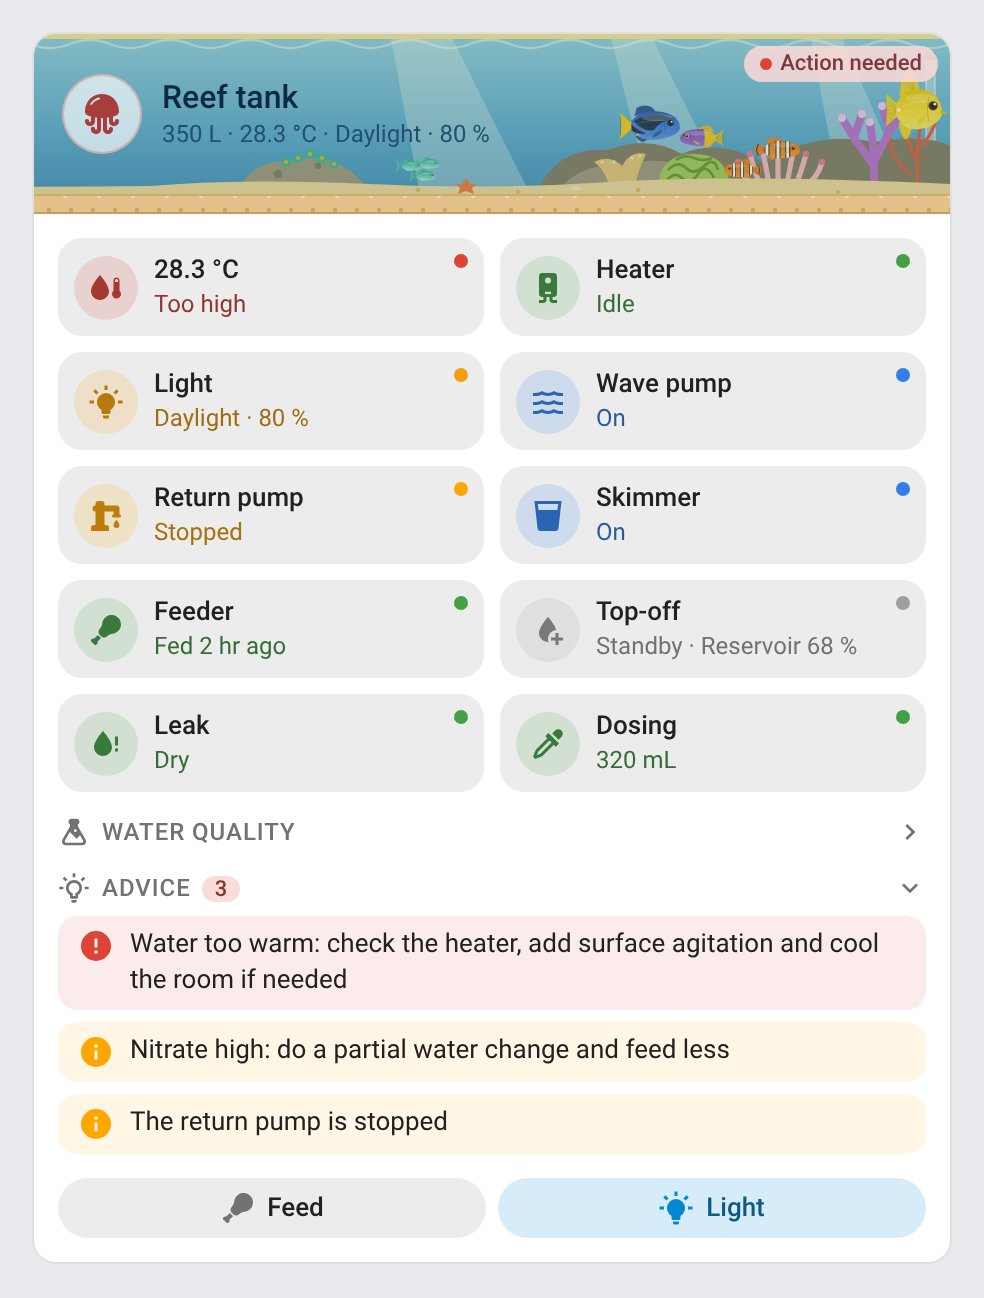 Action needed
Reef tank
350 L · 28.3 °C · Daylight · 80 %
28.3 °C
Too high
Heater
Idle
Light
Daylight · 80 %
Wave pump
On
Return pump
Stopped
Skimmer
On
Feeder
Fed 2 hr ago
Top-off
Standby · Reservoir 68 %
Leak
Dry
Dosing
320 mL
WATER QUALITY
ADVICE 3
Water too warm: check the heater, add surface agitation and cool
the room if needed
Nitrate high: do a partial water change and feed less
The return pump is stopped
Feed
Light